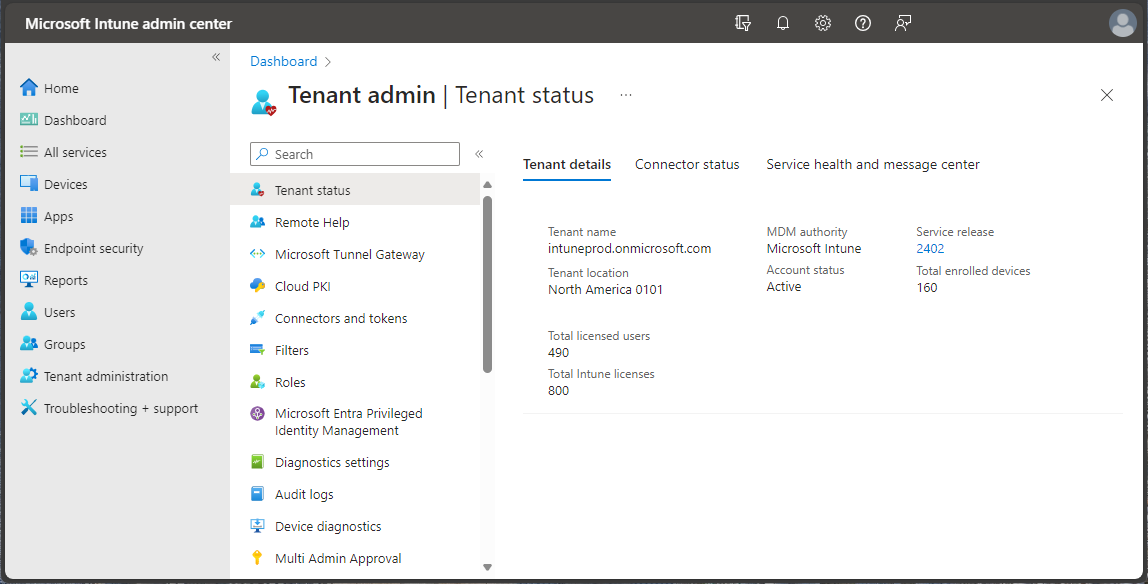 Microsoft Intune admin center
Home
Dashboard
All services
Devices
Apps
Endpoint security
Reports
Users
Groups
Tenant administration
Troubleshooting + support
Dashboard
Tenant admin | Tenant status
Search
Tenant status
Remote Help
Microsoft Tunnel Gateway
Cloud PKI
Connectors and tokens
Filters
Roles
Microsoft Entra Privileged
Identity Management
Diagnostics settings
Audit logs
Device diagnostics
Multi Admin Approval
Tenant details Connector status Service health and message center
Tenant name
intuneprod.onmicrosoft.com
Tenant location
North America 0101
MDM authority
Microsoft Intune
Account status
Active
Service release
2402
Total enrolled devices
160
Total licensed users
490
Total Intune licenses
800